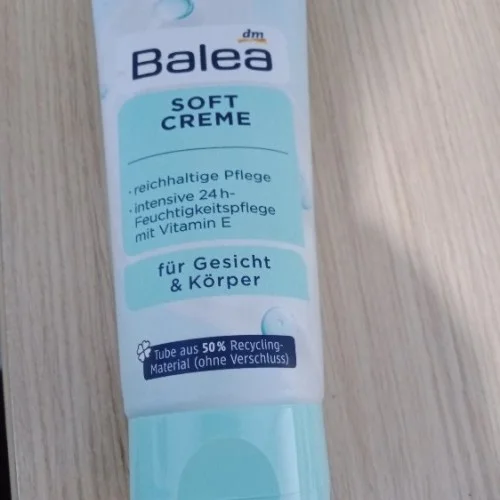 dm
Balea
SOFT
CREME
· reichhaltige Pflege
· intensive 24h-
Feuchtigkeitspflege
mit Vitamin E
für Gesicht
& Körper
Tube aus 50% Recycling-
Material (ohne Verschluss)